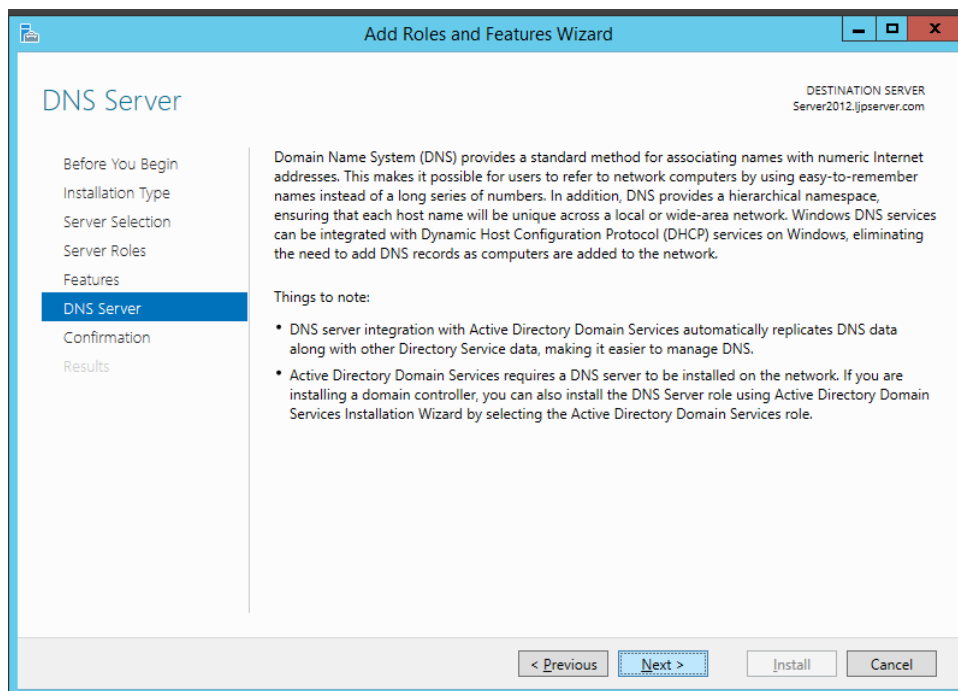 Add Roles and Features Wizard
DNS Server
DESTINATION SERVER
Server2012.ljpserver.com
Before You Begin
Installation Type
Server Selection
Server Roles
Features
DNS Server
Confirmation
Results
Domain Name System (DNS) provides a standard method for associating names with numeric Internet
addresses. This makes it possible for users to refer to network computers by using easy-to-remember
names instead of a long series of numbers. In addition, DNS provides a hierarchical namespace,
ensuring that each host name will be unique across a local or wide-area network. Windows DNS services
can be integrated with Dynamic Host Configuration Protocol (DHCP) services on Windows, eliminating
the need to add DNS records as computers are added to the network.
Things to note:
• DNS server integration with Active Directory Domain Services automatically replicates DNS data
along with other Directory Service data, making it easier to manage DNS.
• Active Directory Domain Services requires a DNS server to be installed on the network. If you are
installing a domain controller, you can also install the DNS Server role using Active Directory Domain
Services Installation Wizard by selecting the Active Directory Domain Services role.
< Previous
Next >
Install
Cancel